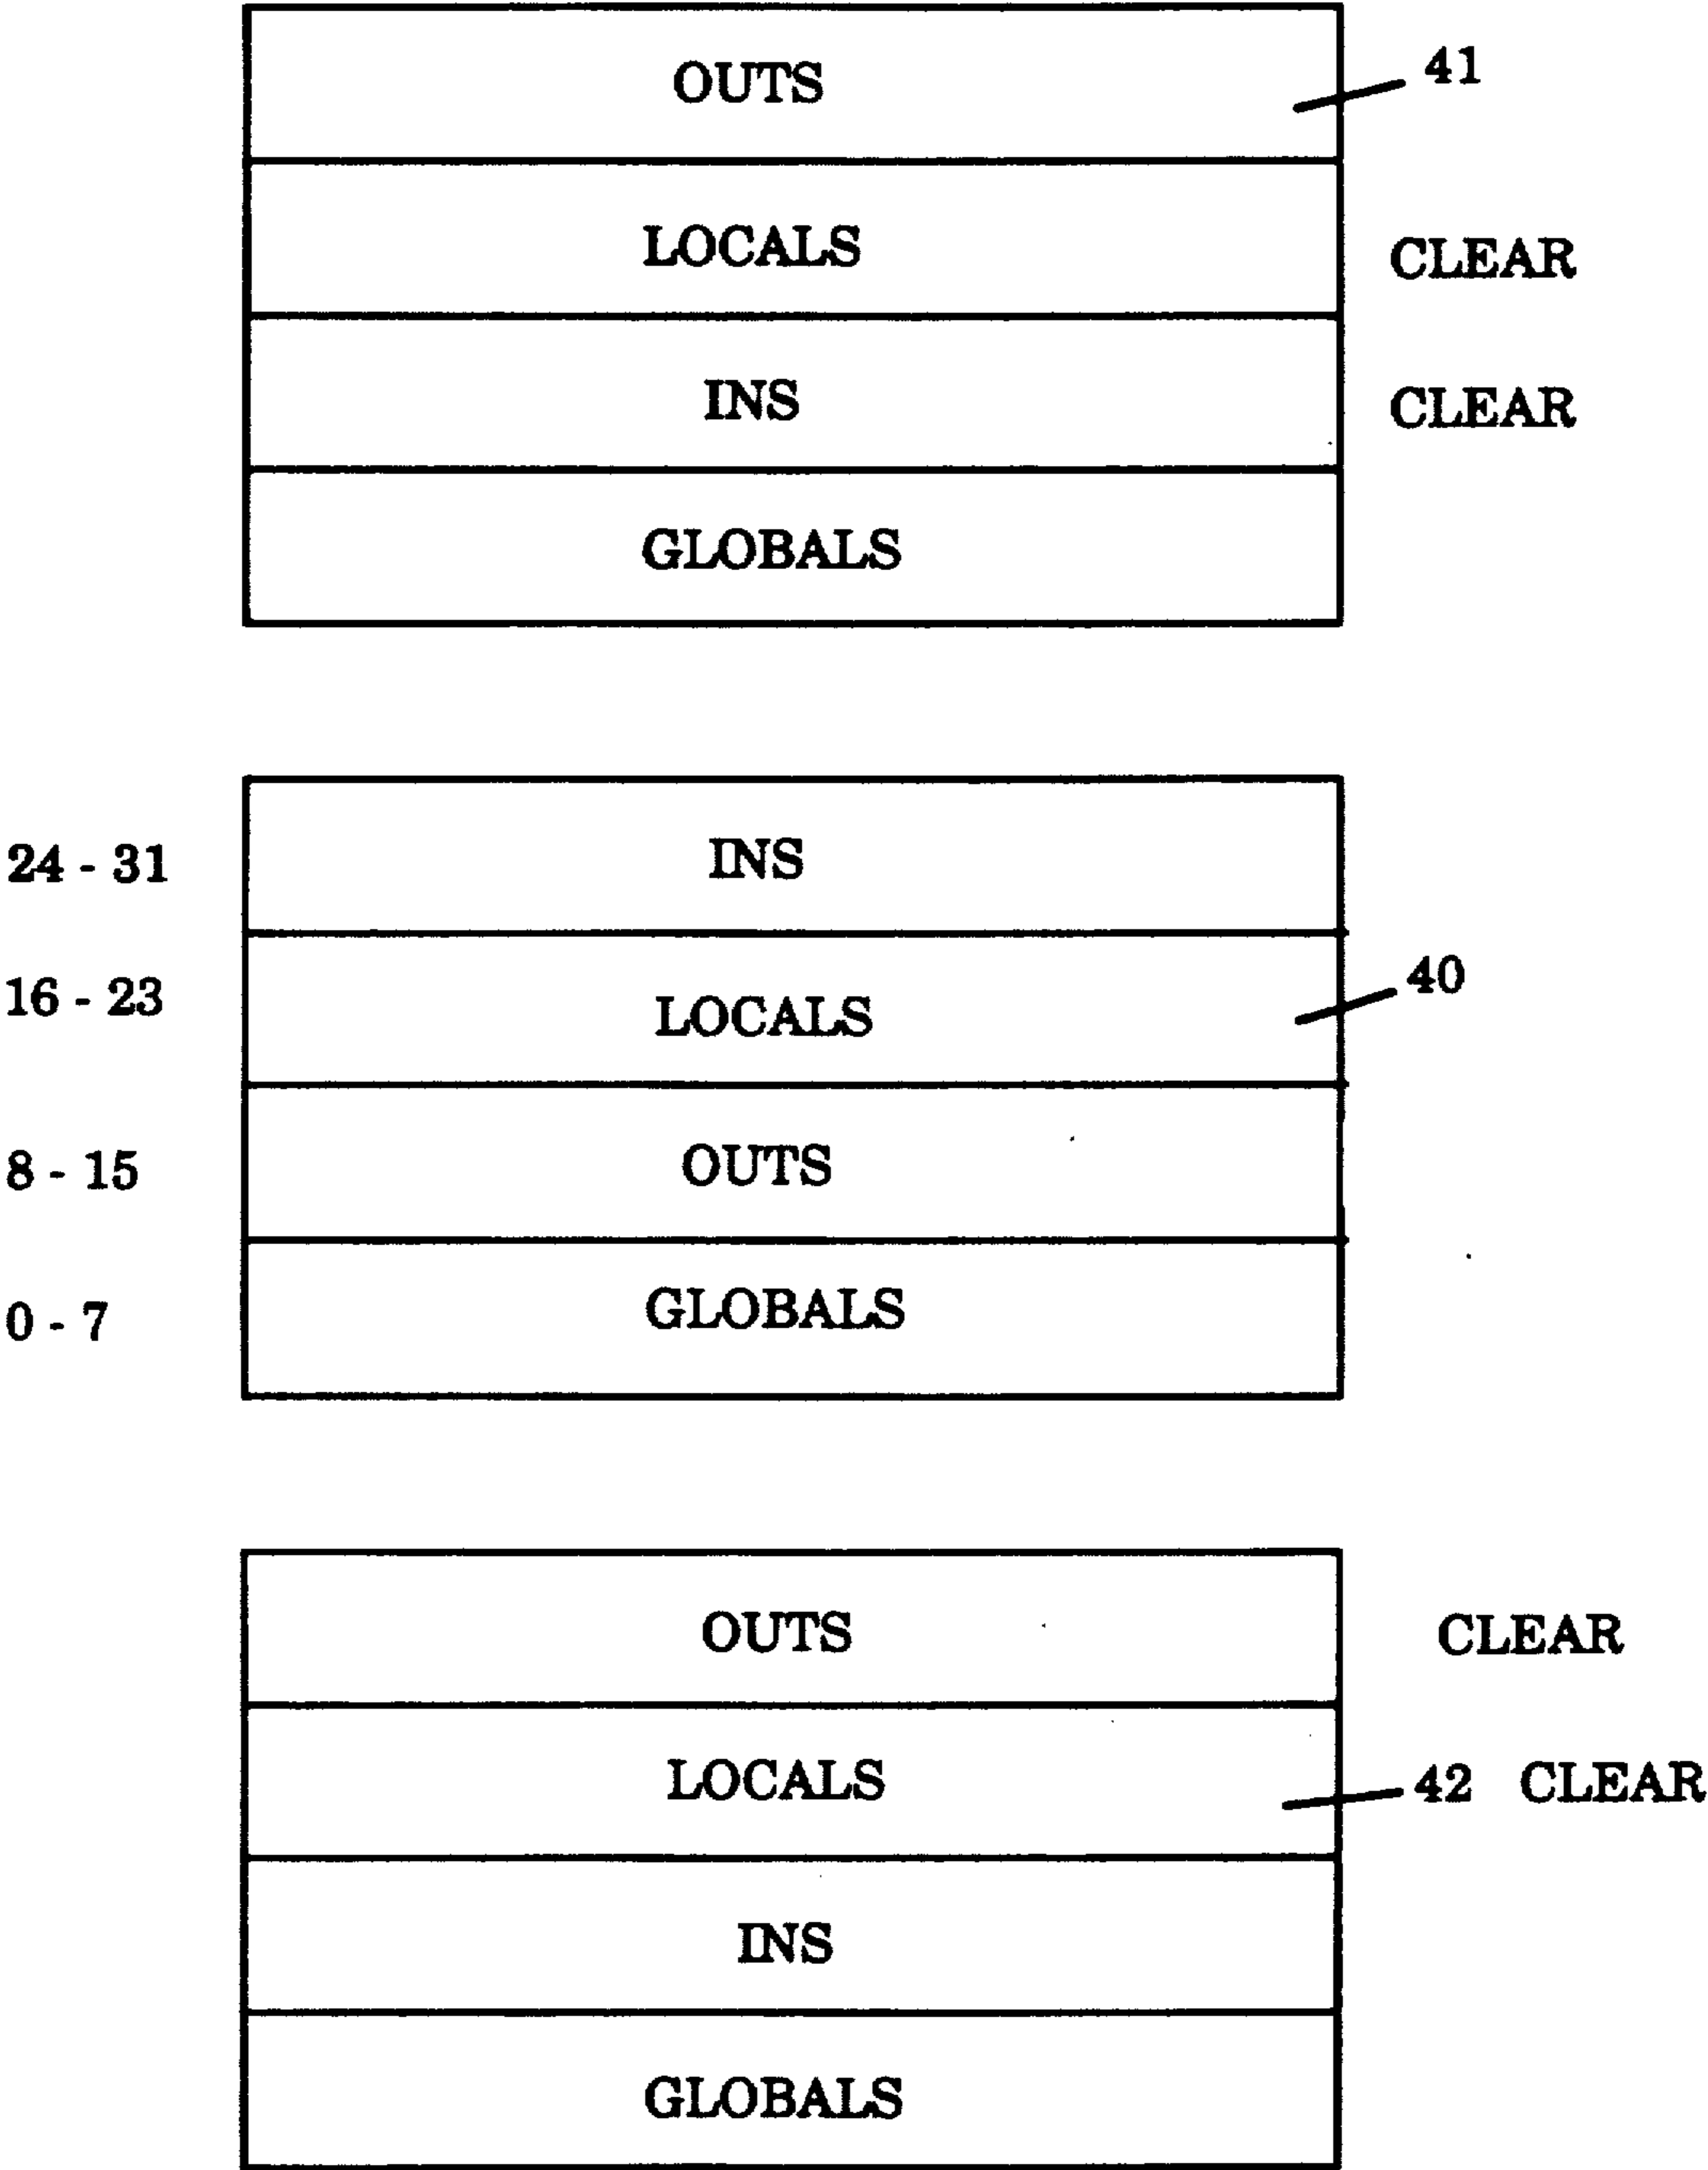 OUTS 41
LOCALS CLEAR
INS CLEAR
GLOBALS
24 - 31 INS
16 - 23 LOCALS 40
8 - 15 OUTS
0 - 7 GLOBALS
OUTS CLEAR
LOCALS 42 CLEAR
INS
GLOBALS